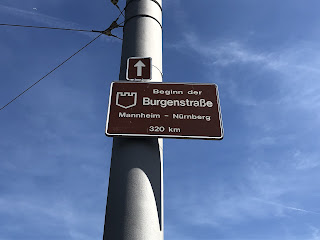 Beginn der
Burgenstraße
Mannheim - Nürnberg
320 km